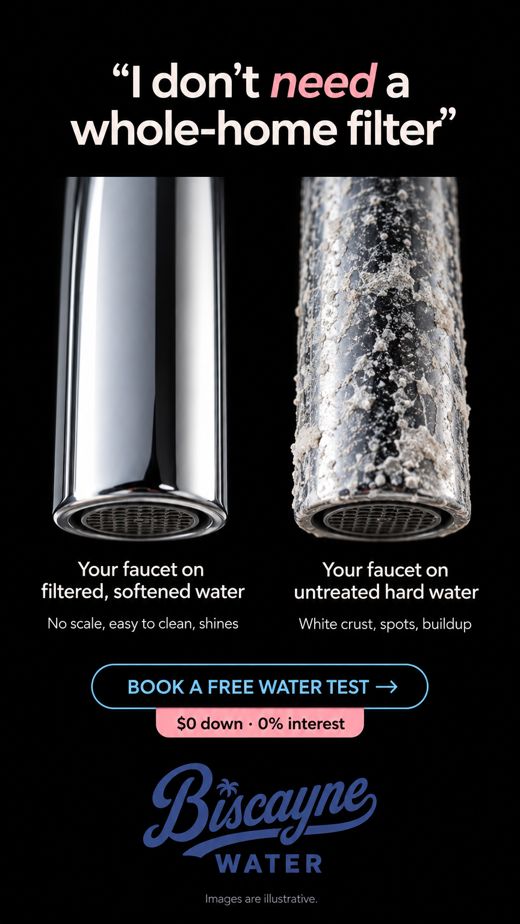 “I don’t need a
whole-home filter”
Your faucet on
filtered, softened water
No scale, easy to clean, shines
Your faucet on
untreated hard water
White crust, spots, buildup
BOOK A FREE WATER TEST →
$0 down · 0% interest
Biscayne
WATER
Images are illustrative.